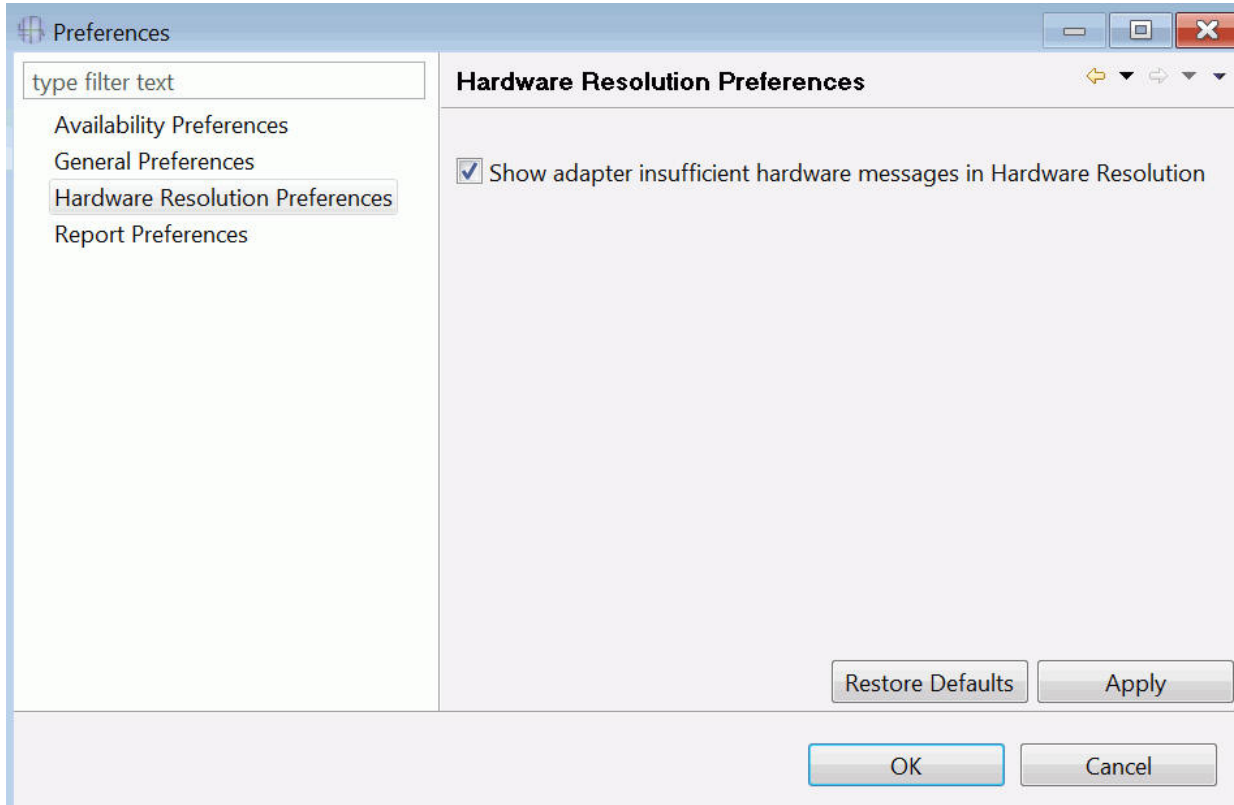 Preferences
type filter text
Availability Preferences
General Preferences
Hardware Resolution Preferences
Report Preferences
Hardware Resolution Preferences
Show adapter insufficient hardware messages in Hardware Resolution
Restore Defaults
Apply
OK
Cancel